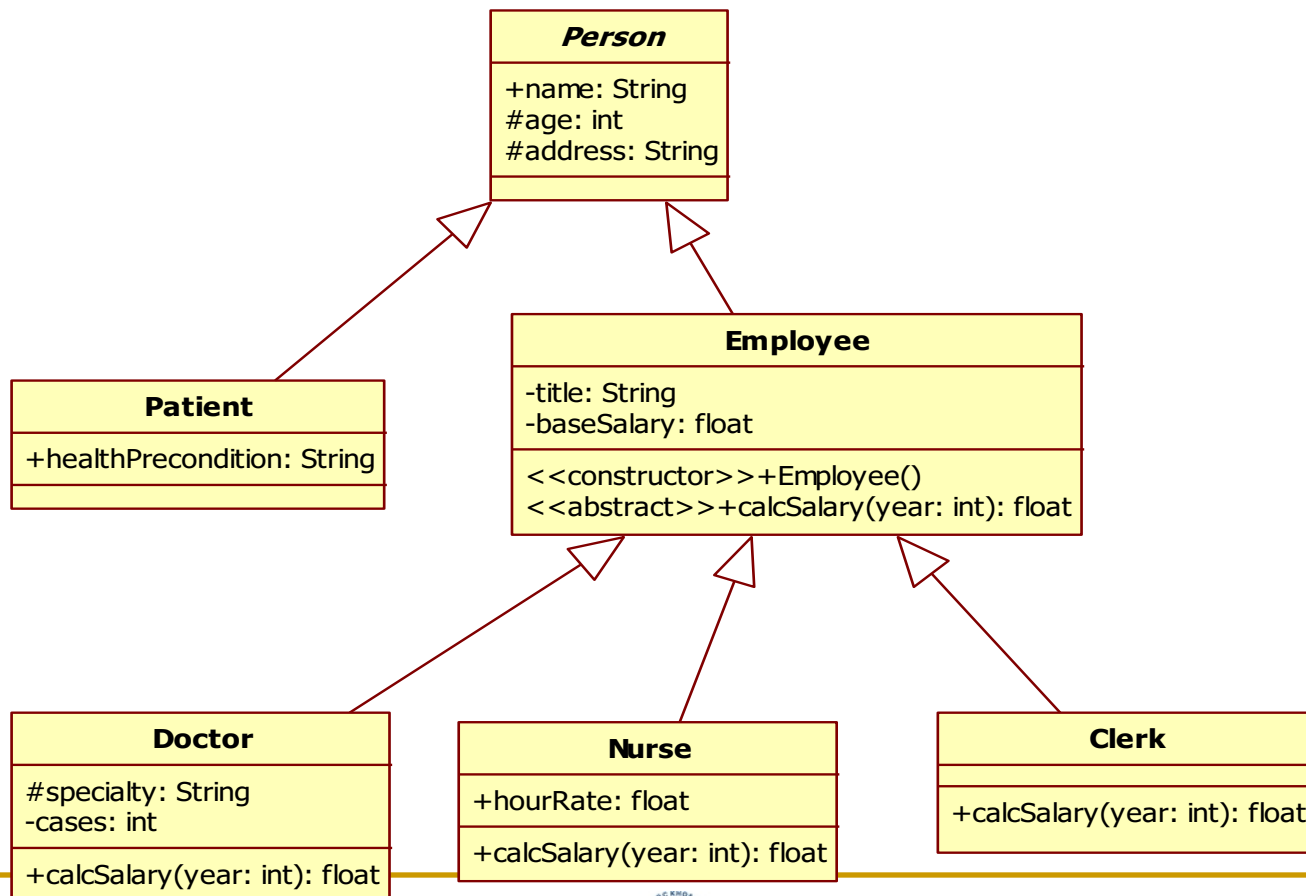 Person
+name: String
#age: int
#address: String
Patient
+healthPrecondition: String
Employee
-title: String
-baseSalary: float
<<constructor>>+Employee()
<<abstract>>+calcSalary(year: int): float
Doctor
#specialty: String
-cases: int
+calcSalary(year: int): float
Nurse
+hourRate: float
+calcSalary(year: int): float
Clerk
+calcSalary(year: int): float